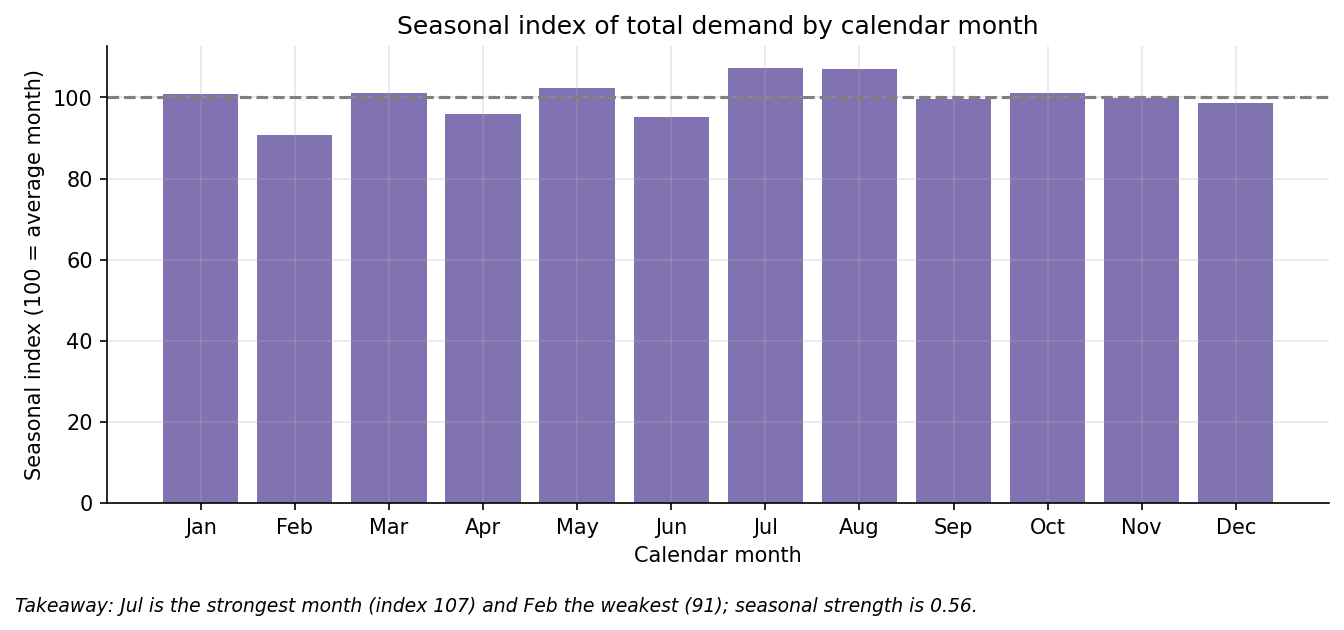 Seasonal index of total demand by calendar month
Seasonal index (100 = average month)
100
80
60
40
20
0
Jan Feb Mar Apr May Jun Jul Aug Sep Oct Nov Dec
Calendar month
Takeaway: Jul is the strongest month (index 107) and Feb the weakest (91); seasonal strength is 0.56.